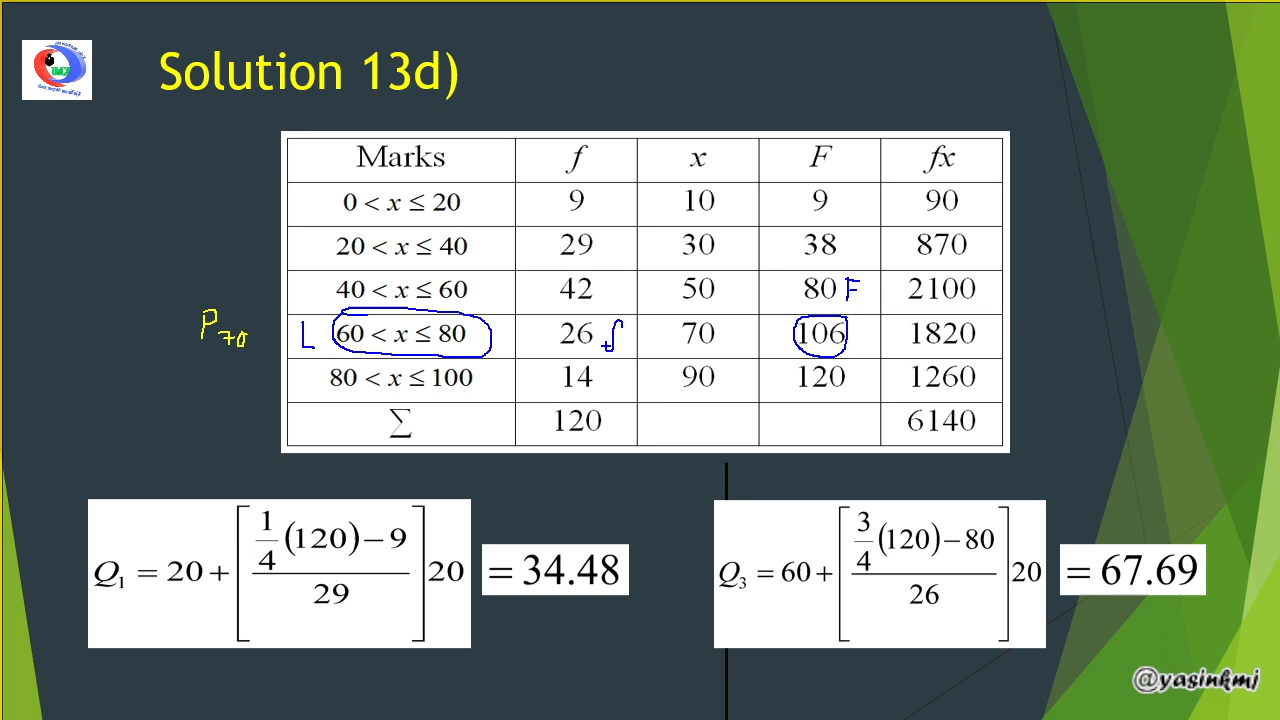 Solution 13d)
Marks f x F fx
0 < x ≤ 20 9 10 9 90
20 < x ≤ 40 29 30 38 870
40 < x ≤ 60 42 50 80 F 2100
P₇₀ L 60 < x ≤ 80 26 f 70 106 1820
80 < x ≤ 100 14 90 120 1260
∑ 120 6140
Q₁ = 20 + [ (1/4 (120) − 9) / 29 ] 20 = 34.48
Q₃ = 60 + [ (3/4 (120) − 80) / 26 ] 20 = 67.69
@yasinkmj